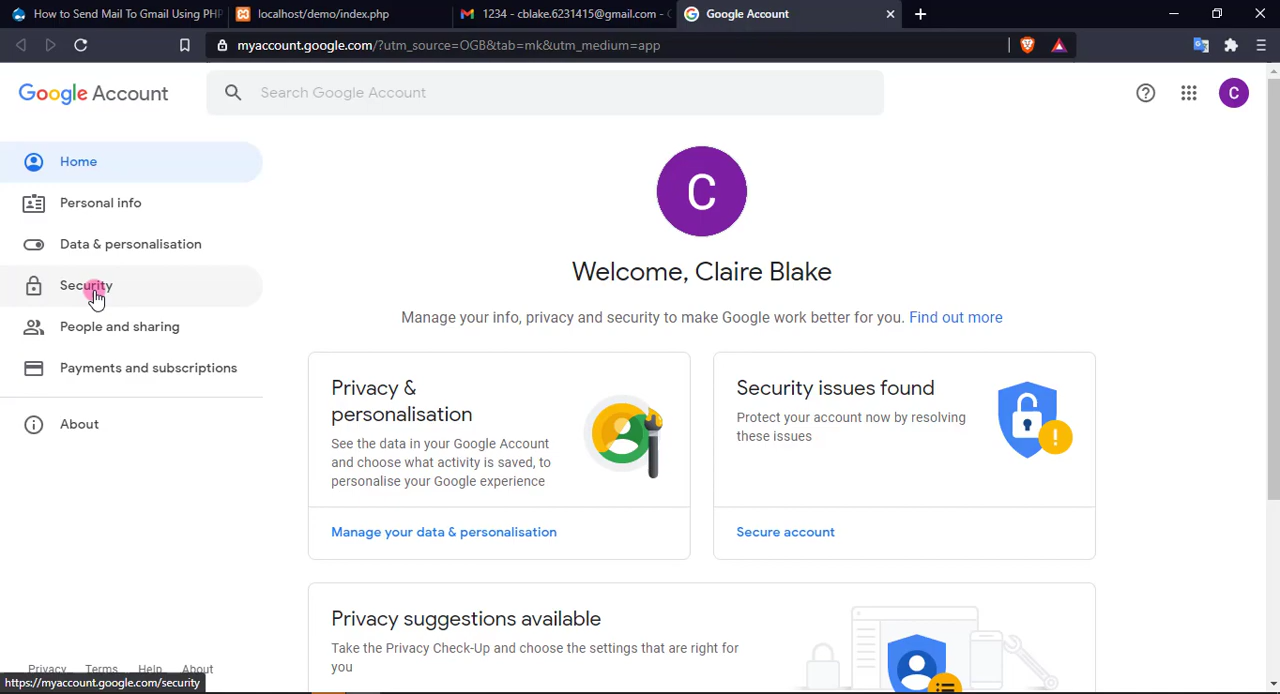 How to Send Mail To Gmail Using PHP
localhost/demo/index.php
1234 - cblake.6231415@gmail.com -
Google Account
myaccount.google.com/?utm_source=OGB&tab=mk&utm_medium=app
Google Account
Search Google Account
C
Home
Personal info
Data & personalisation
Security
People and sharing
Payments and subscriptions
About
C
Welcome, Claire Blake
Manage your info, privacy and security to make Google work better for you. Find out more
Privacy &
personalisation
See the data in your Google Account
and choose what activity is saved, to
personalise your Google experience
Manage your data & personalisation
Security issues found
Protect your account now by resolving
these issues
Secure account
Privacy suggestions available
Take the Privacy Check-Up and choose the settings that are right for
you
Privacy Terms Help About
https://myaccount.google.com/security